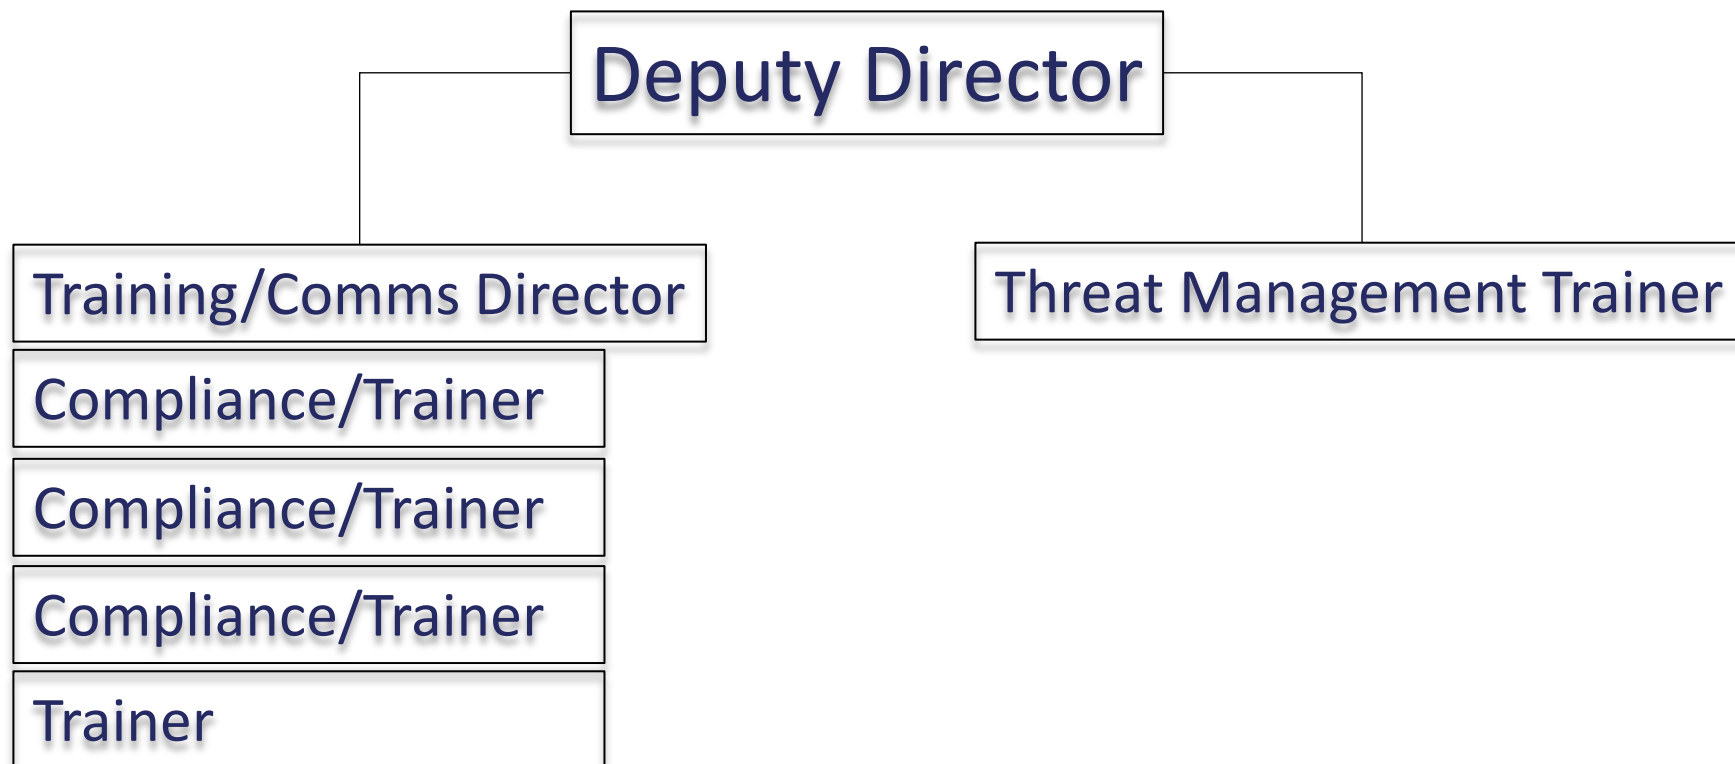 Deputy Director
Training/Comms Director
Threat Management Trainer
Compliance/Trainer
Compliance/Trainer
Compliance/Trainer
Trainer